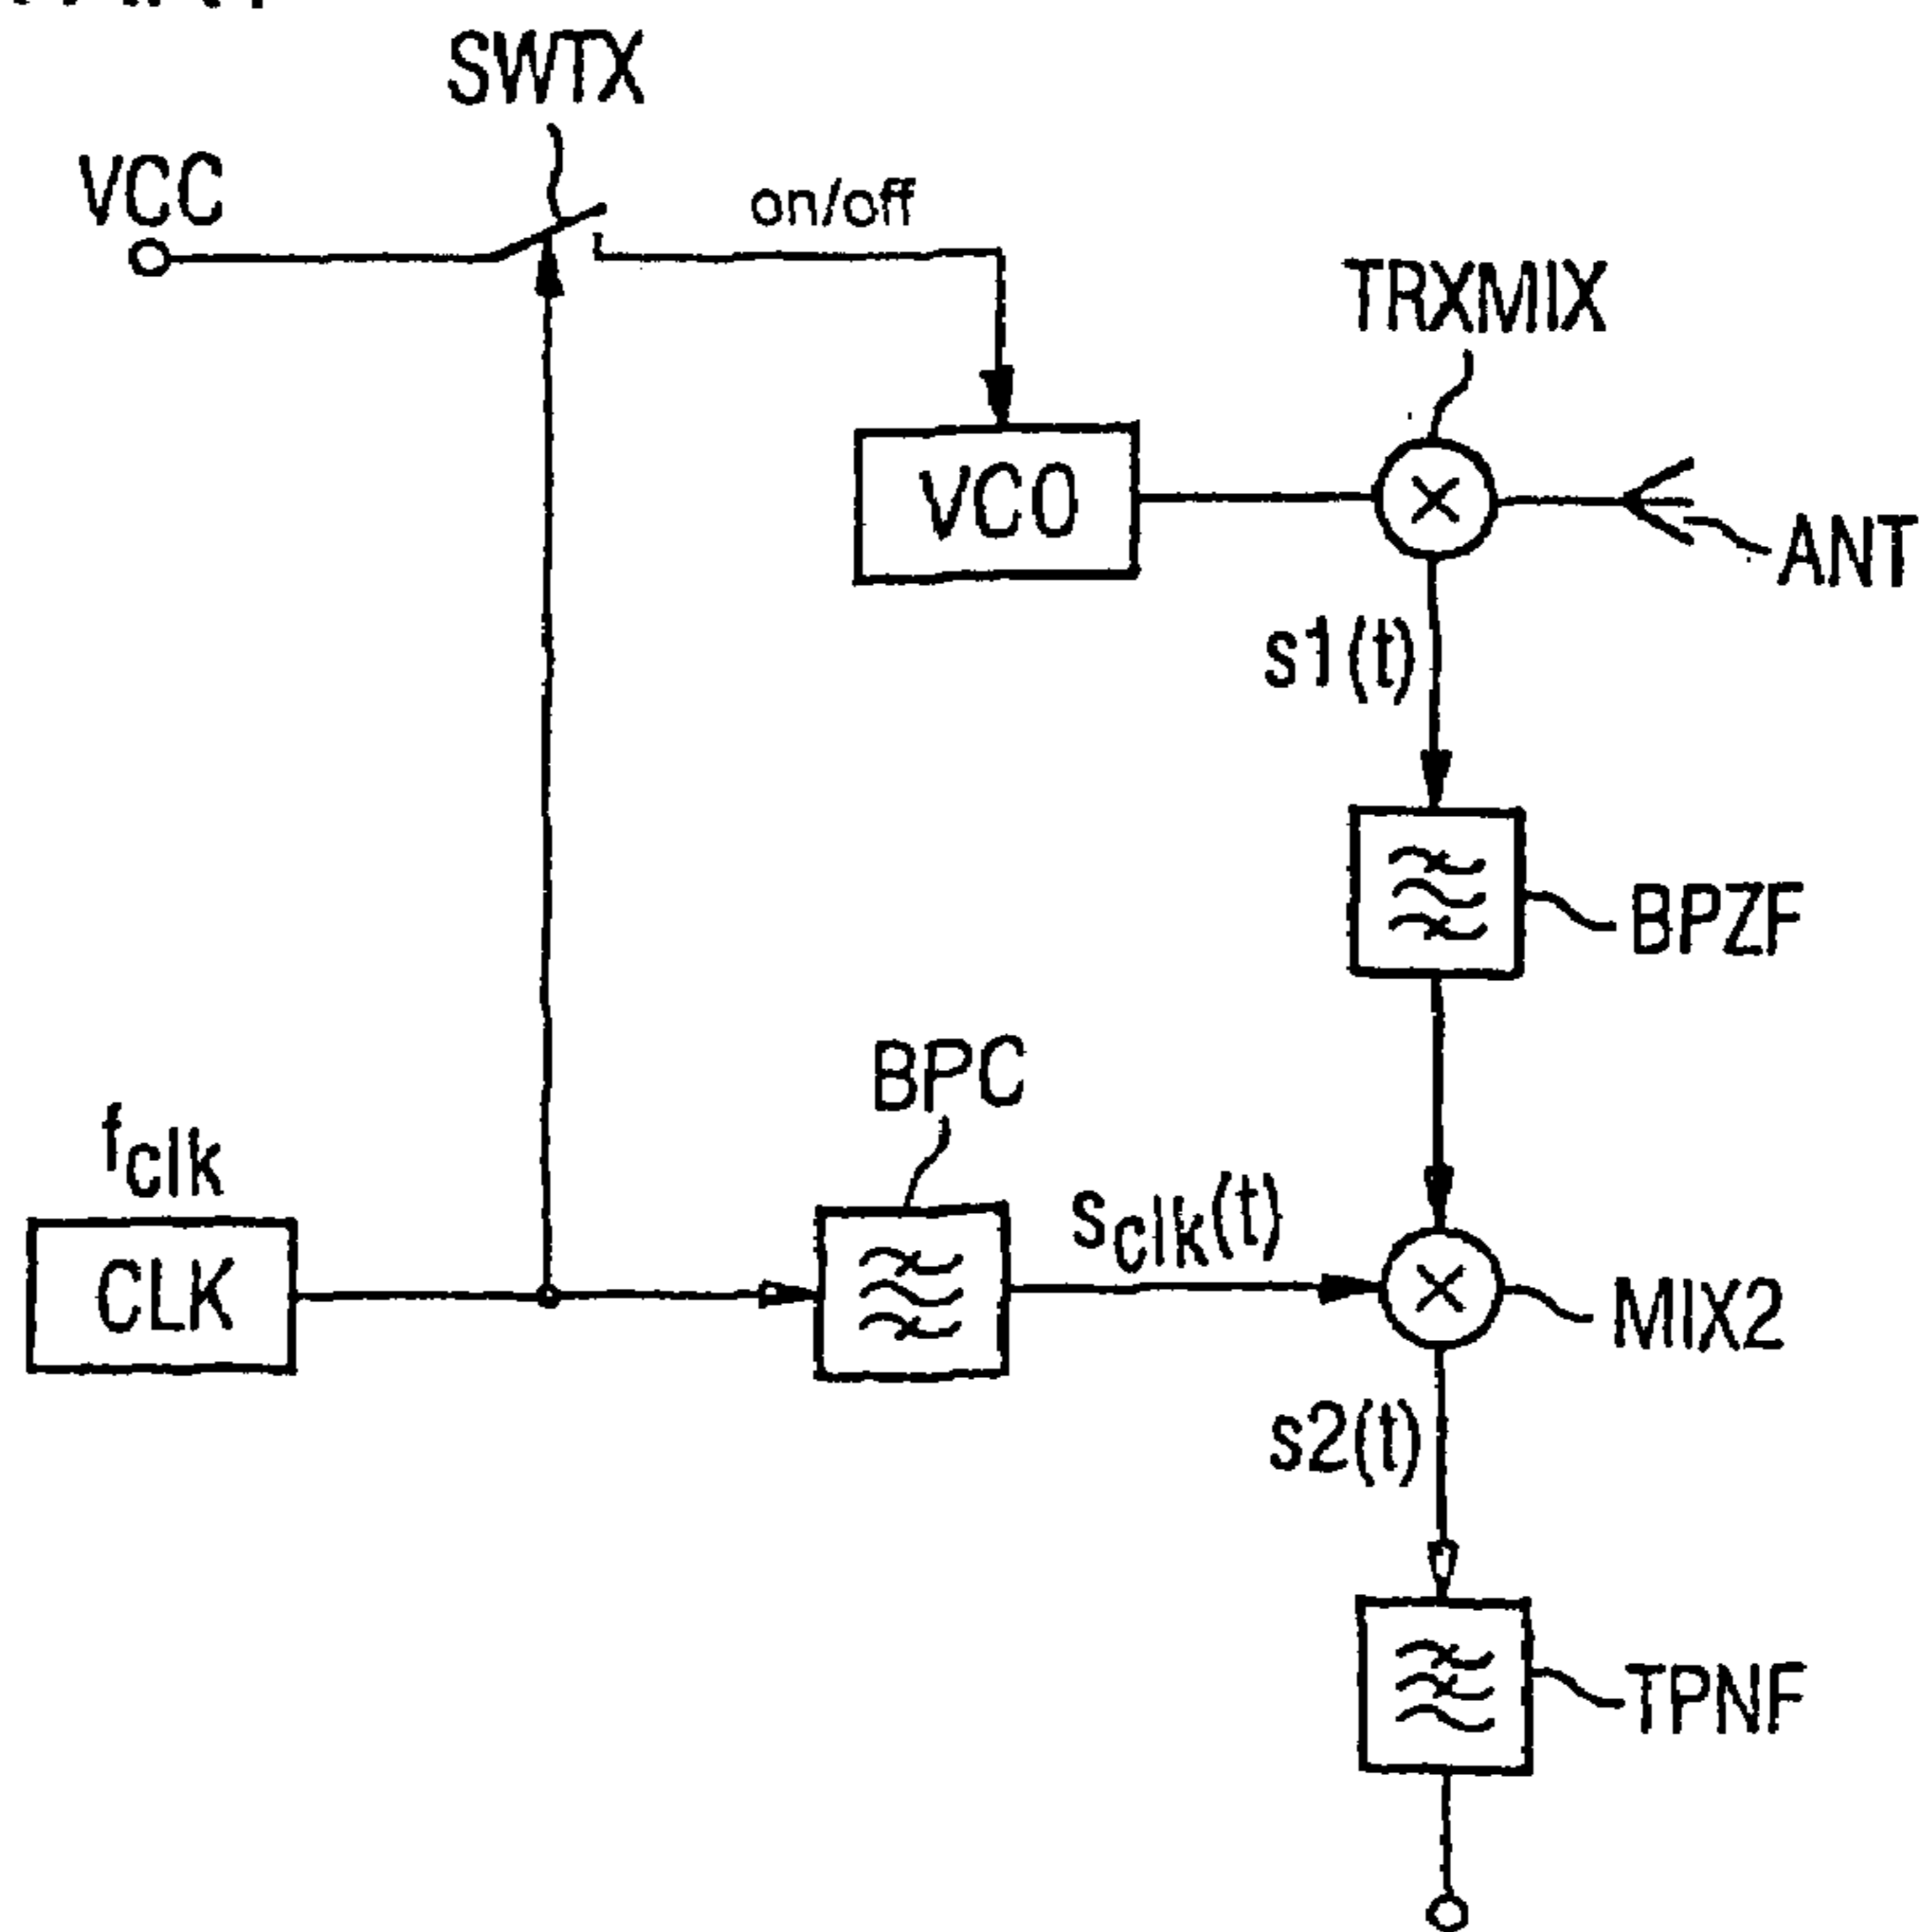 SWTX
VCC
on/off
TRXMIX
VCO
ANT
s1(t)
BPZF
BPC
fclk
sclk(t)
CLK
MIX2
s2(t)
TPNF